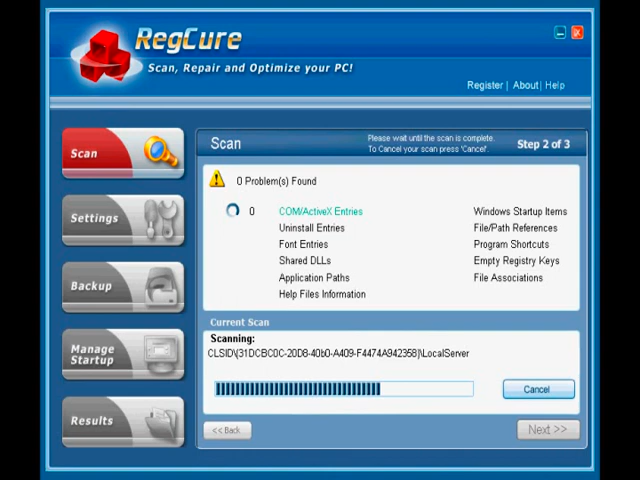 RegCure
Scan, Repair and Optimize your PC!
Register | About | Help
Scan
Settings
Backup
Manage
Startup
Results
Scan
Please wait until the scan is complete.
To Cancel your scan press 'Cancel'.
Step 2 of 3
0 Problem(s) Found
0 COM/ActiveX Entries
Uninstall Entries
Font Entries
Shared DLLs
Application Paths
Help Files Information
Windows Startup Items
File/Path References
Program Shortcuts
Empty Registry Keys
File Associations
Current Scan
Scanning:
CLSID\{31DCBC0C-20D8-40b0-A409-F4474A942358}\LocalServer
Cancel
<< Back
Next >>